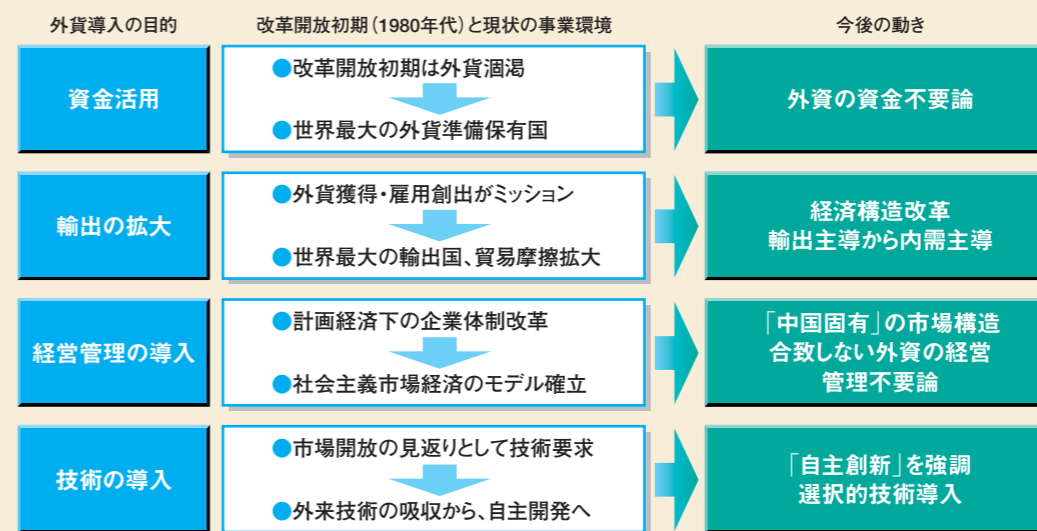 外貨導入の目的
改革開放初期(1980年代)と現状の事業環境
今後の動き
資金活用
●改革開放初期は外貨涸渇
●世界最大の外貨準備保有国
外資の資金不要論
輸出の拡大
●外貨獲得・雇用創出がミッション
●世界最大の輸出国、貿易摩擦拡大
経済構造改革
輸出主導から内需主導
経営管理の導入
●計画経済下の企業体制改革
●社会主義市場経済のモデル確立
「中国固有」の市場構造
合致しない外資の経営
管理不要論
技術の導入
●市場開放の見返りとして技術要求
●外来技術の吸収から、自主開発へ
「自主創新」を強調
選択的技術導入